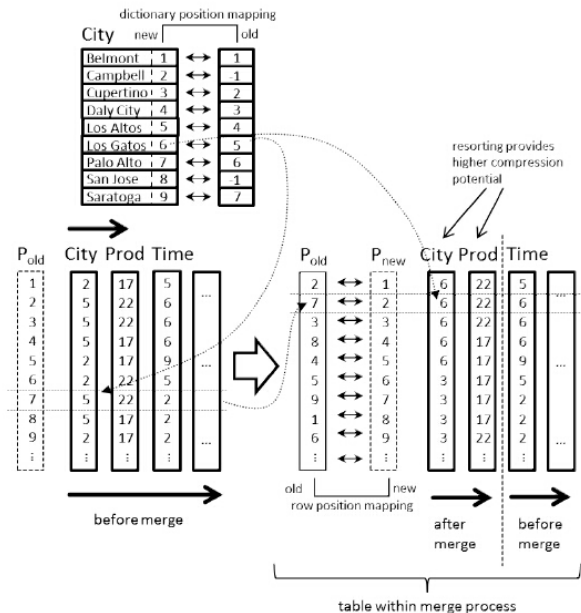 dictionary position mapping
City new old
Belmont 1 ↔ 1
Campbell 2 ↔ -1
Cupertino 3 ↔ 2
Daly City 4 ↔ 3
Los Altos 5 ↔ 4
Los Gatos 6 ↔ 5
Palo Alto 7 ↔ 6
San Jose 8 ↔ -1
Saratoga 9 ↔ 7
resorting provides
higher compression
potential
Pold City Prod Time
1 2 17 5 ...
2 5 22 6
3 5 22 6
4 5 17 6
5 2 17 9 ...
6 2 22 5
7 5 22 2
8 5 17 2
9 2 17 2 ...
⋮ ⋮ ⋮ ⋮
before merge
Pold Pnew City Prod Time
2 ↔ 1 6 22 5 ...
7 ↔ 2 6 22 6
3 ↔ 3 6 22 6
8 ↔ 4 6 17 6
4 ↔ 5 6 17 9 ...
5 ↔ 6 3 17 5
9 ↔ 7 3 17 2
1 ↔ 8 3 17 2
6 ↔ 9 3 22 2 ...
⋮ ↔ ⋮ ⋮ ⋮ ⋮
old new
row position mapping
after
merge
before
merge
table within merge process